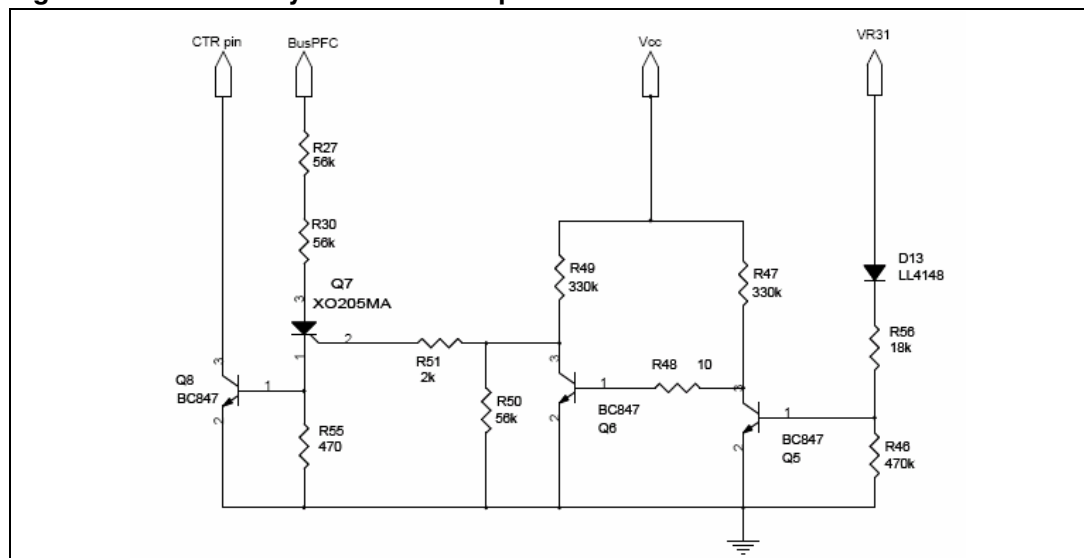 CTR pin
BusPFC
Vcc
VR31
R27
56k
R30
56k
Q7
XO205MA
3
1
2
R49
330k
R47
330k
D13
LL4148
R56
18k
R51
2k
R48 10
3
1
2
Q8
BC847
R55
470
R50
56k
3
1
2
BC847
Q6
3
1
2
BC847
Q5
R46
470k